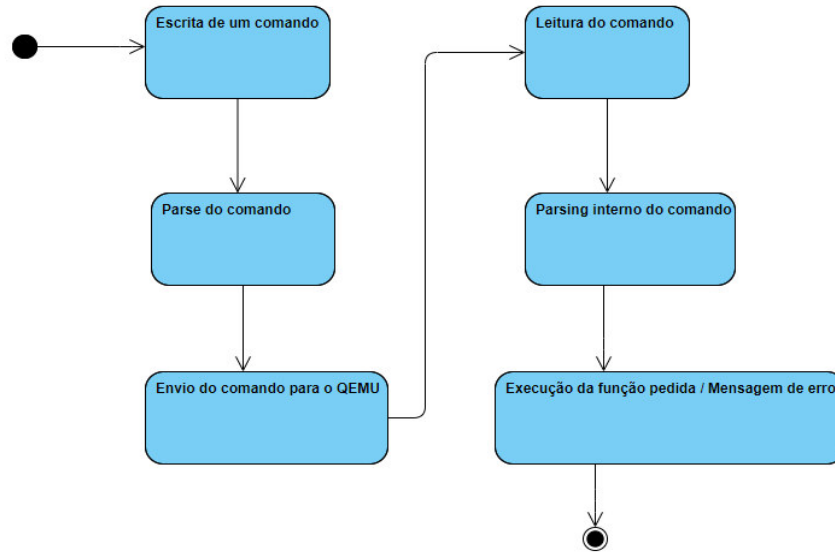 Escrita de um comando
Parse do comando
Envio do comando para o QEMU
Leitura do comando
Parsing interno do comando
Execução da função pedida / Mensagem de erro